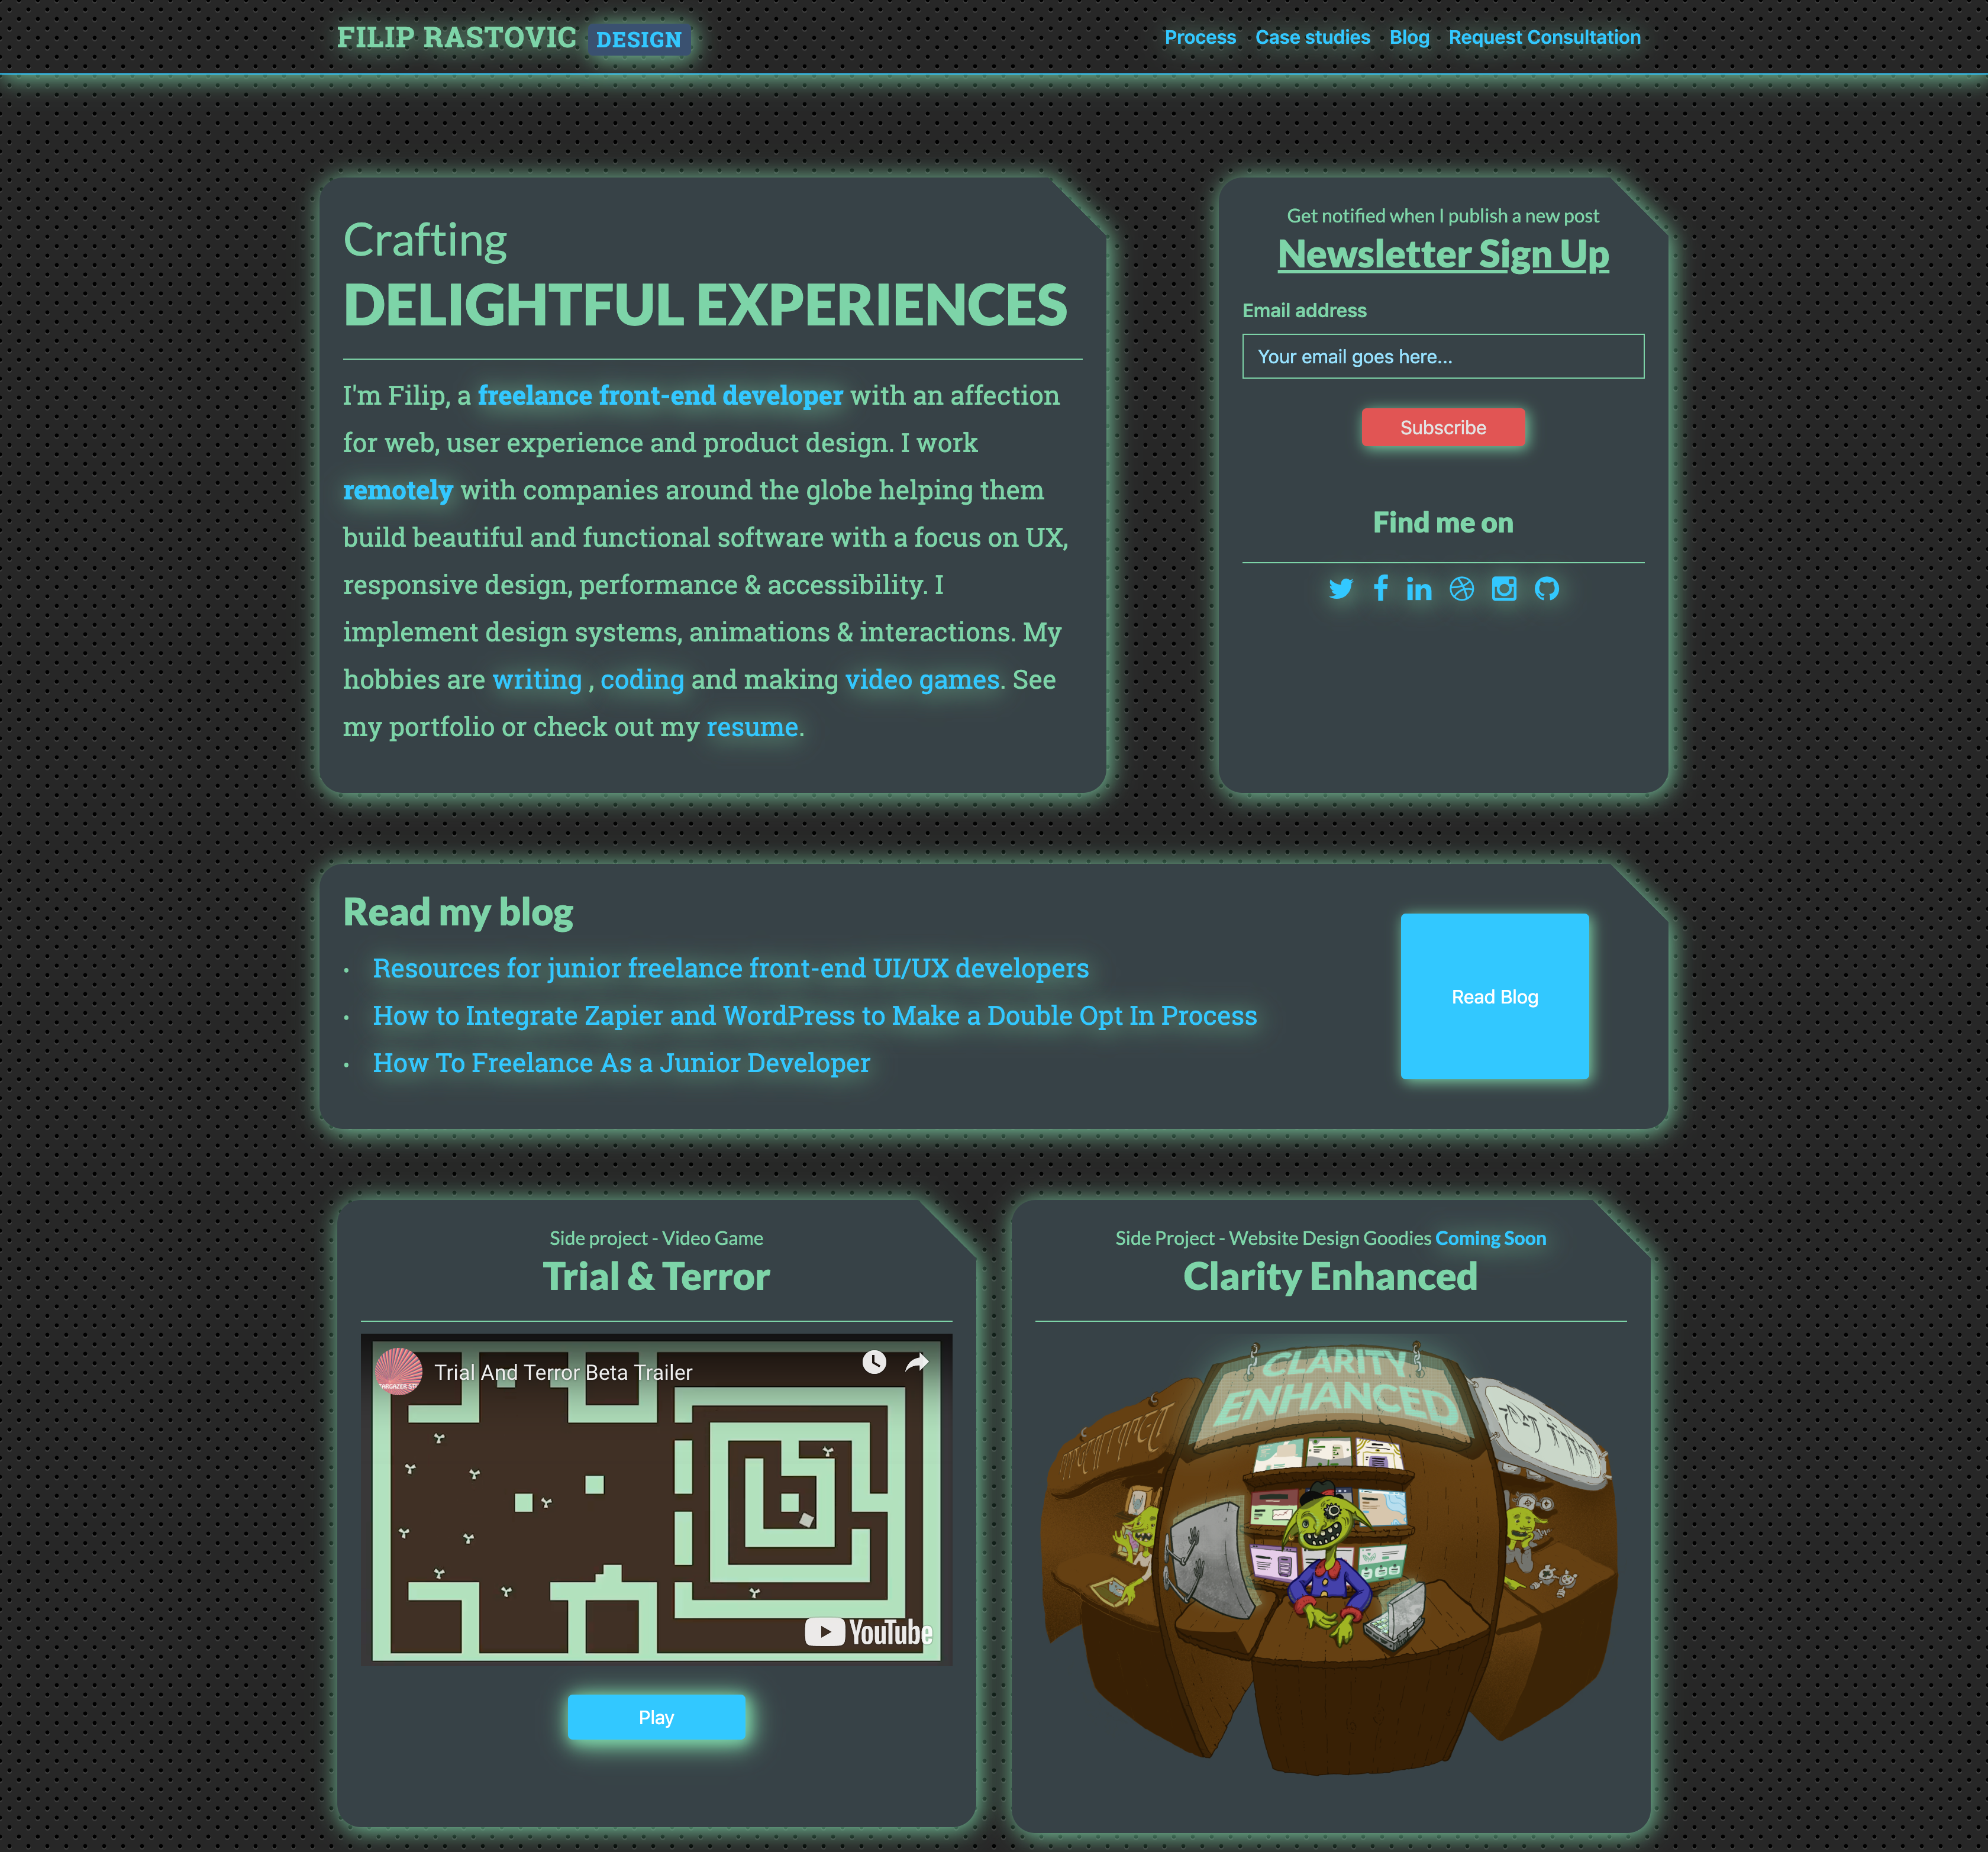 FILIP RASTOVIC DESIGN
Process Case studies Blog Request Consultation
Crafting
DELIGHTFUL EXPERIENCES
I'm Filip, a freelance front-end developer with an affection
for web, user experience and product design. I work
remotely with companies around the globe helping them
build beautiful and functional software with a focus on UX,
responsive design, performance & accessibility. I
implement design systems, animations & interactions. My
hobbies are writing , coding and making video games. See
my portfolio or check out my resume.
Get notified when I publish a new post
Newsletter Sign Up
Email address
Your email goes here...
Subscribe
Find me on
Read my blog
• Resources for junior freelance front-end UI/UX developers
• How to Integrate Zapier and WordPress to Make a Double Opt In Process
• How To Freelance As a Junior Developer
Read Blog
Side project - Video Game
Trial & Terror
Trial And Terror Beta Trailer
YouTube
Play
Side Project - Website Design Goodies Coming Soon
Clarity Enhanced
CLARITY
ENHANCED